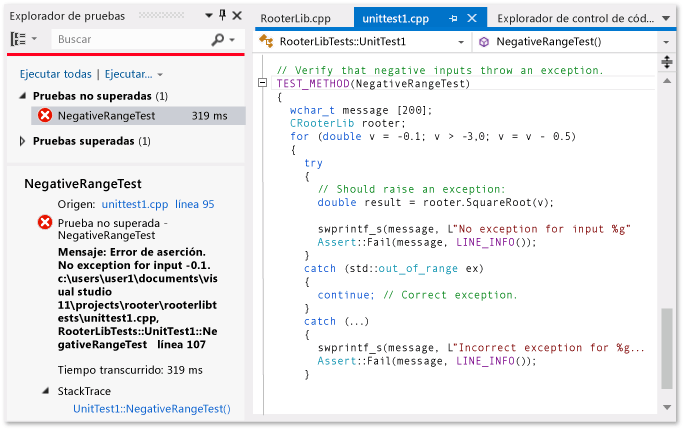 Explorador de pruebas
Buscar
Ejecutar todas | Ejecutar...
Pruebas no superadas (1)
NegativeRangeTest 319 ms
Pruebas superadas (1)
NegativeRangeTest
Origen: unittest1.cpp línea 95
Prueba no superada -
NegativeRangeTest
Mensaje: Error de aserción.
No exception for input -0.1.
c:\users\user1\documents\vis
ual studio
11\projects\rooter\rooterlibt
ests\unittest1.cpp,
RooterLibTests::UnitTest1::Ne
gativeRangeTest línea 107
Tiempo transcurrido: 319 ms
StackTrace
UnitTest1::NegativeRangeTest()
RooterLib.cpp unittest1.cpp Explorador de control de cód...
RooterLibTests::UnitTest1 NegativeRangeTest()
// Verify that negative inputs throw an exception.
TEST_METHOD(NegativeRangeTest)
{
wchar_t message [200];
CRooterLib rooter;
for (double v = -0.1; v > -3,0; v = v - 0.5)
{
try
{
// Should raise an exception:
double result = rooter.SquareRoot(v);
swprintf_s(message, L"No exception for input %g"
Assert::Fail(message, LINE_INFO());
}
catch (std::out_of_range ex)
{
continue; // Correct exception.
}
catch (...)
{
swprintf_s(message, L"Incorrect exception for %g...
Assert::Fail(message, LINE_INFO());
}